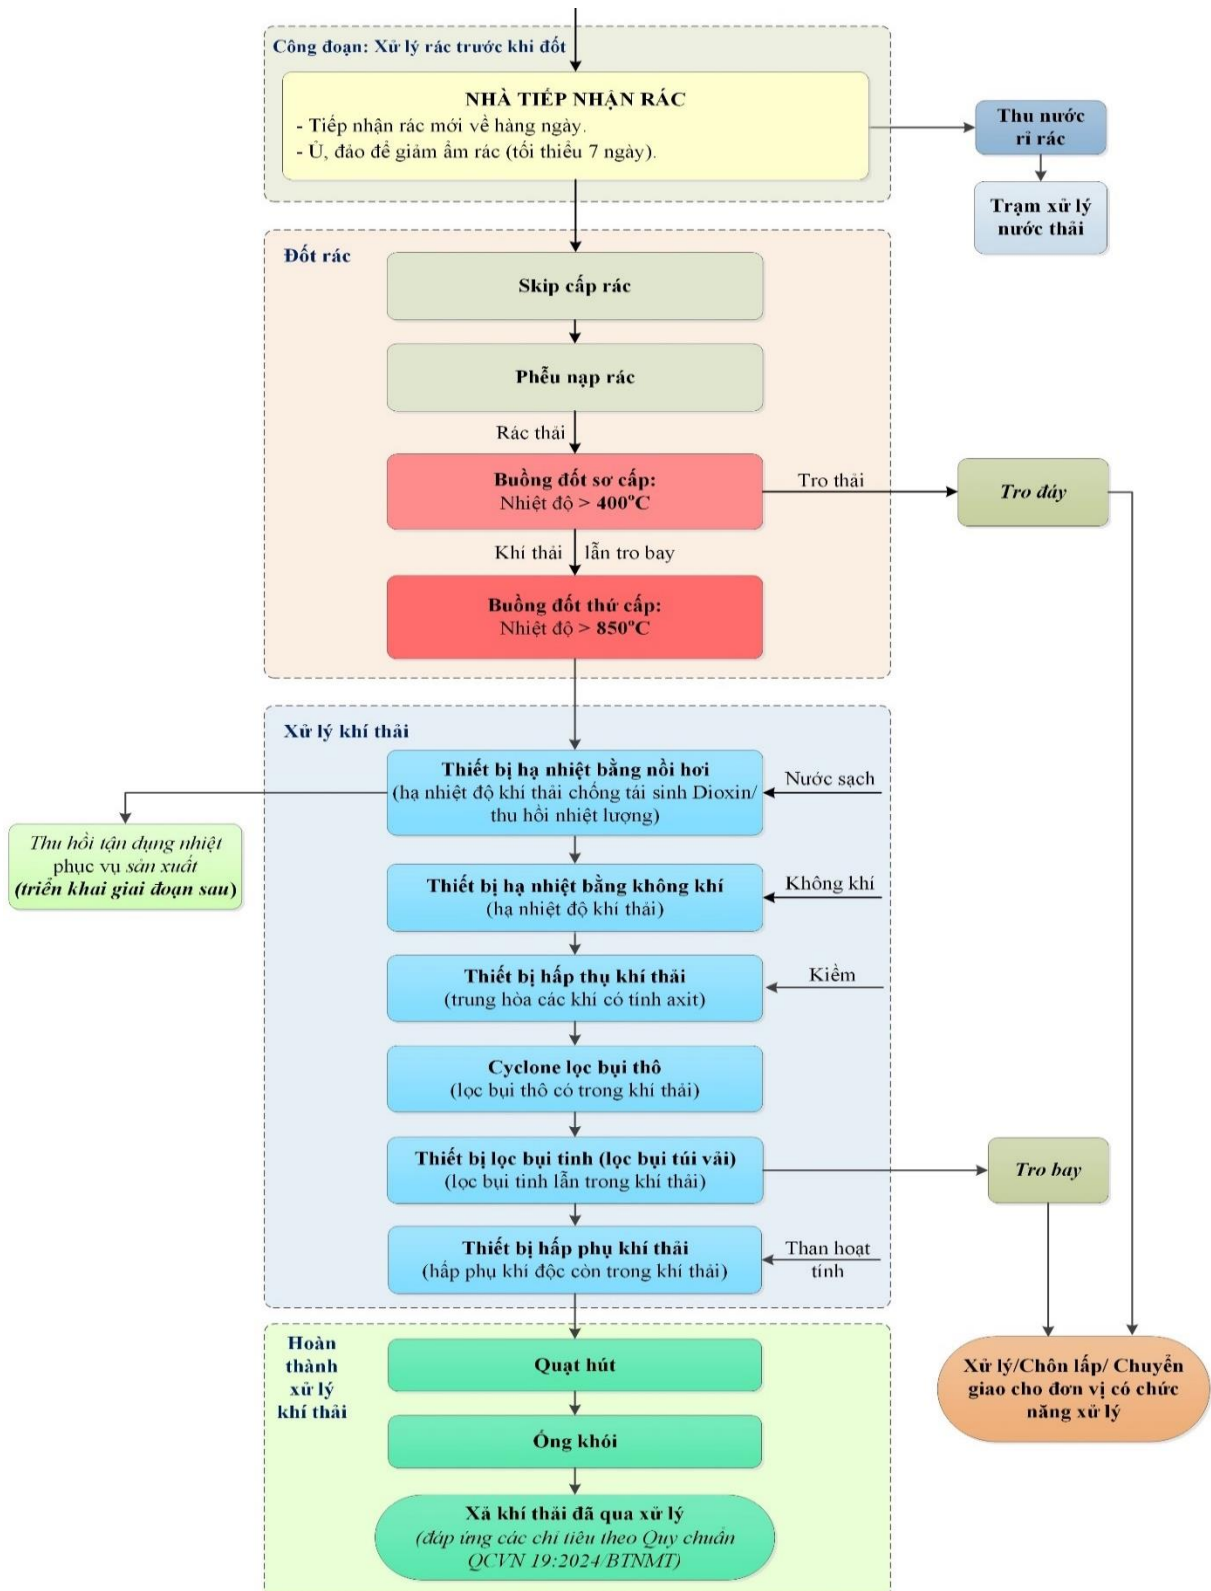 Công đoạn: Xử lý rác trước khi đốt
NHÀ TIẾP NHẬN RÁC
- Tiếp nhận rác mới về hàng ngày.
- Ủ, đảo để giảm ẩm rác (tối thiểu 7 ngày).
Thu nước
rỉ rác
Trạm xử lý
nước thải
Đốt rác
Skip cấp rác
Phễu nạp rác
Rác thải
Buồng đốt sơ cấp:
Nhiệt độ > 400°C
Tro thải
Tro đáy
Khí thải lẫn tro bay
Buồng đốt thứ cấp:
Nhiệt độ > 850°C
Xử lý khí thải
Thiết bị hạ nhiệt bằng nồi hơi
(hạ nhiệt độ khí thải chống tái sinh Dioxin/
thu hồi nhiệt lượng)
Nước sạch
Thu hồi tận dụng nhiệt
phục vụ sản xuất
(triển khai giai đoạn sau)
Thiết bị hạ nhiệt bằng không khí
(hạ nhiệt độ khí thải)
Không khí
Thiết bị hấp thụ khí thải
(trung hòa các khí có tính axit)
Kiềm
Cyclone lọc bụi thô
(lọc bụi thô có trong khí thải)
Thiết bị lọc bụi tinh (lọc bụi túi vải)
(lọc bụi tinh lẫn trong khí thải)
Tro bay
Thiết bị hấp phụ khí thải
(hấp phụ khí độc còn trong khí thải)
Than hoạt
tính
Hoàn
thành
xử lý
khí thải
Quạt hút
Ống khói
Xả khí thải đã qua xử lý
(đáp ứng các chỉ tiêu theo Quy chuẩn
QCVN 19:2024/BTNMT)
Xử lý/Chôn lấp/ Chuyển
giao cho đơn vị có chức
năng xử lý